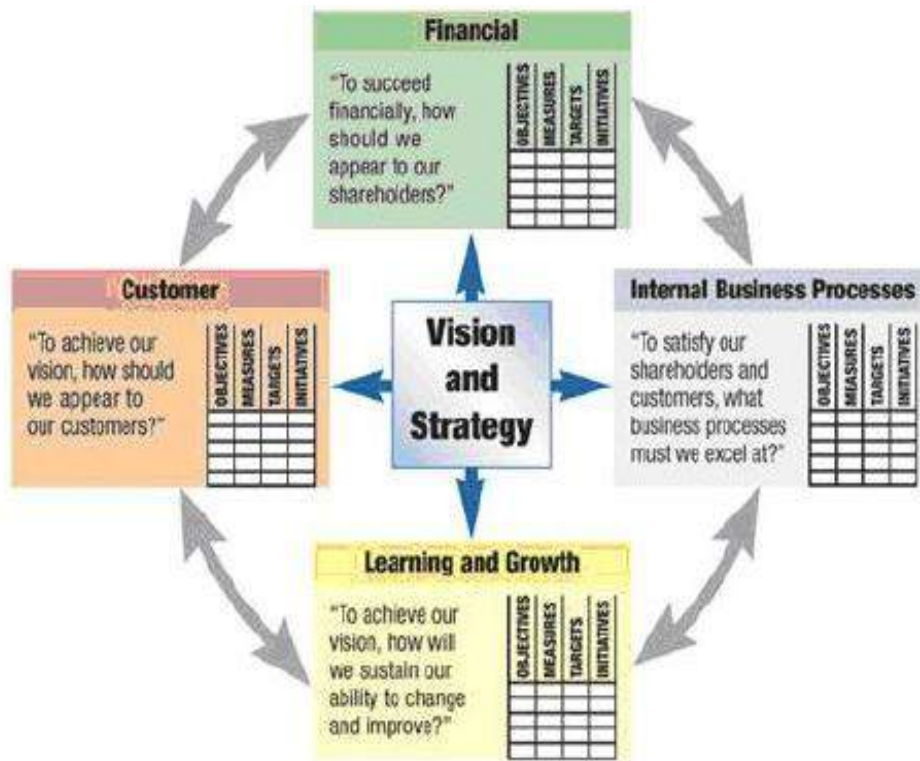 Financial
"To succeed
financially, how
should we
appear to our
shareholders?"
OBJECTIVES
MEASURES
TARGETS
INITIATIVES
Customer
"To achieve our
vision, how should
we appear to
our customers?"
OBJECTIVES
MEASURES
TARGETS
INITIATIVES
Vision
and
Strategy
Internal Business Processes
"To satisfy our
shareholders and
customers, what
business processes
must we excel at?"
OBJECTIVES
MEASURES
TARGETS
INITIATIVES
Learning and Growth
"To achieve our
vision, how will
we sustain our
ability to change
and improve?"
OBJECTIVES
MEASURES
TARGETS
INITIATIVES